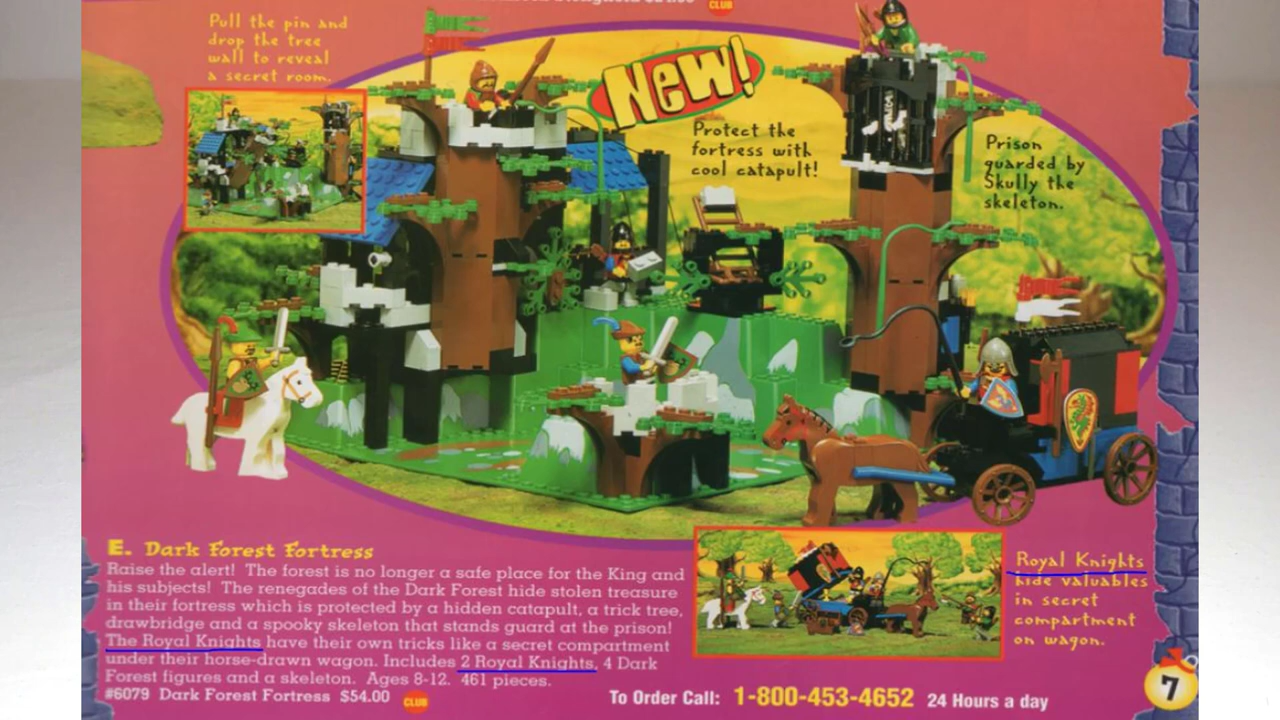 CLUB
Pull the pin and
drop the tree
wall to reveal
a secret room.
New!
Protect the
fortress with
cool catapult!
Prison
guarded by
Skully the
skeleton.
E. Dark Forest Fortress
Raise the alert! The forest is no longer a safe place for the King and
his subjects! The renegades of the Dark Forest hide stolen treasure
in their fortress which is protected by a hidden catapult, a trick tree,
drawbridge and a spooky skeleton that stands guard at the prison!
The Royal Knights have their own tricks like a secret compartment
under their horse-drawn wagon. Includes 2 Royal Knights, 4 Dark
Forest figures and a skeleton. Ages 8-12. 461 pieces.
#6079 Dark Forest Fortress $54.00 CLUB
Royal Knights
hide valuables
in secret
compartment
on wagon.
To Order Call: 1-800-453-4652 24 Hours a day
7